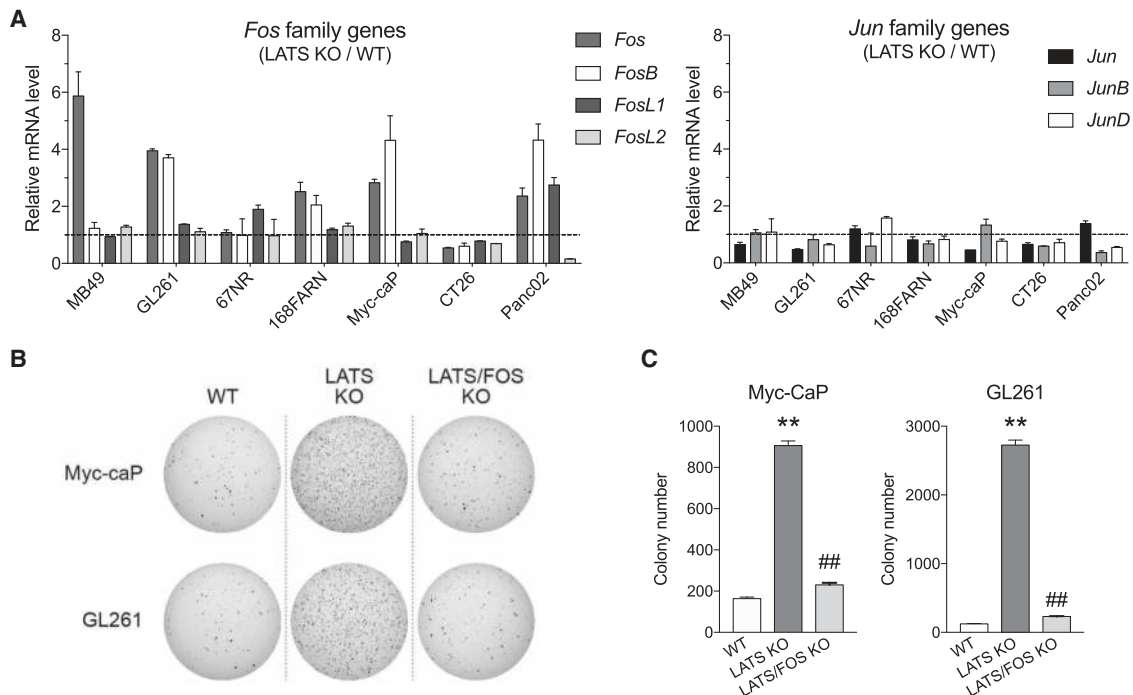 A
Fos family genes
(LATS KO / WT)
Relative mRNA level
8
6
4
2
0
MB49
GL261
67NR
168FARN
Myc-caP
CT26
Panc02
Fos
FosB
FosL1
FosL2
Jun family genes
(LATS KO / WT)
Relative mRNA level
8
6
4
2
0
MB49
GL261
67NR
168FARN
Myc-caP
CT26
Panc02
Jun
JunB
JunD
B
WT
LATS
KO
LATS/FOS
KO
Myc-caP
GL261
C
Myc-CaP
Colony number
1000
800
600
400
200
0
**
##
WT
LATS KO
LATS/FOS KO
GL261
Colony number
3000
2000
1000
0
**
##
WT
LATS KO
LATS/FOS KO